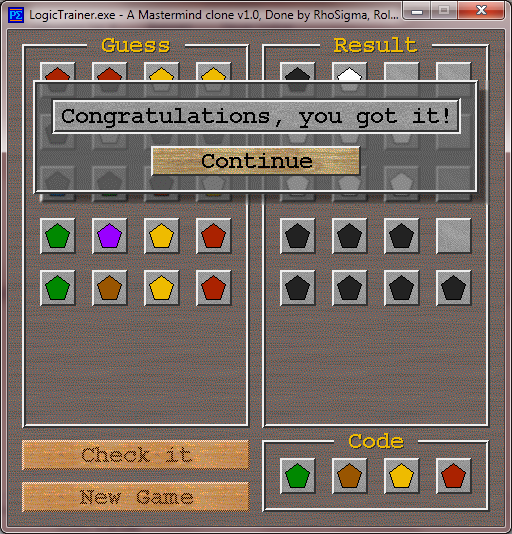 LogicTrainer.exe - A Mastermind clone v1.0, Done by RhoSigma, Rol...
Guess
Result
Congratulations, you got it!
Continue
Check it
Code
New Game